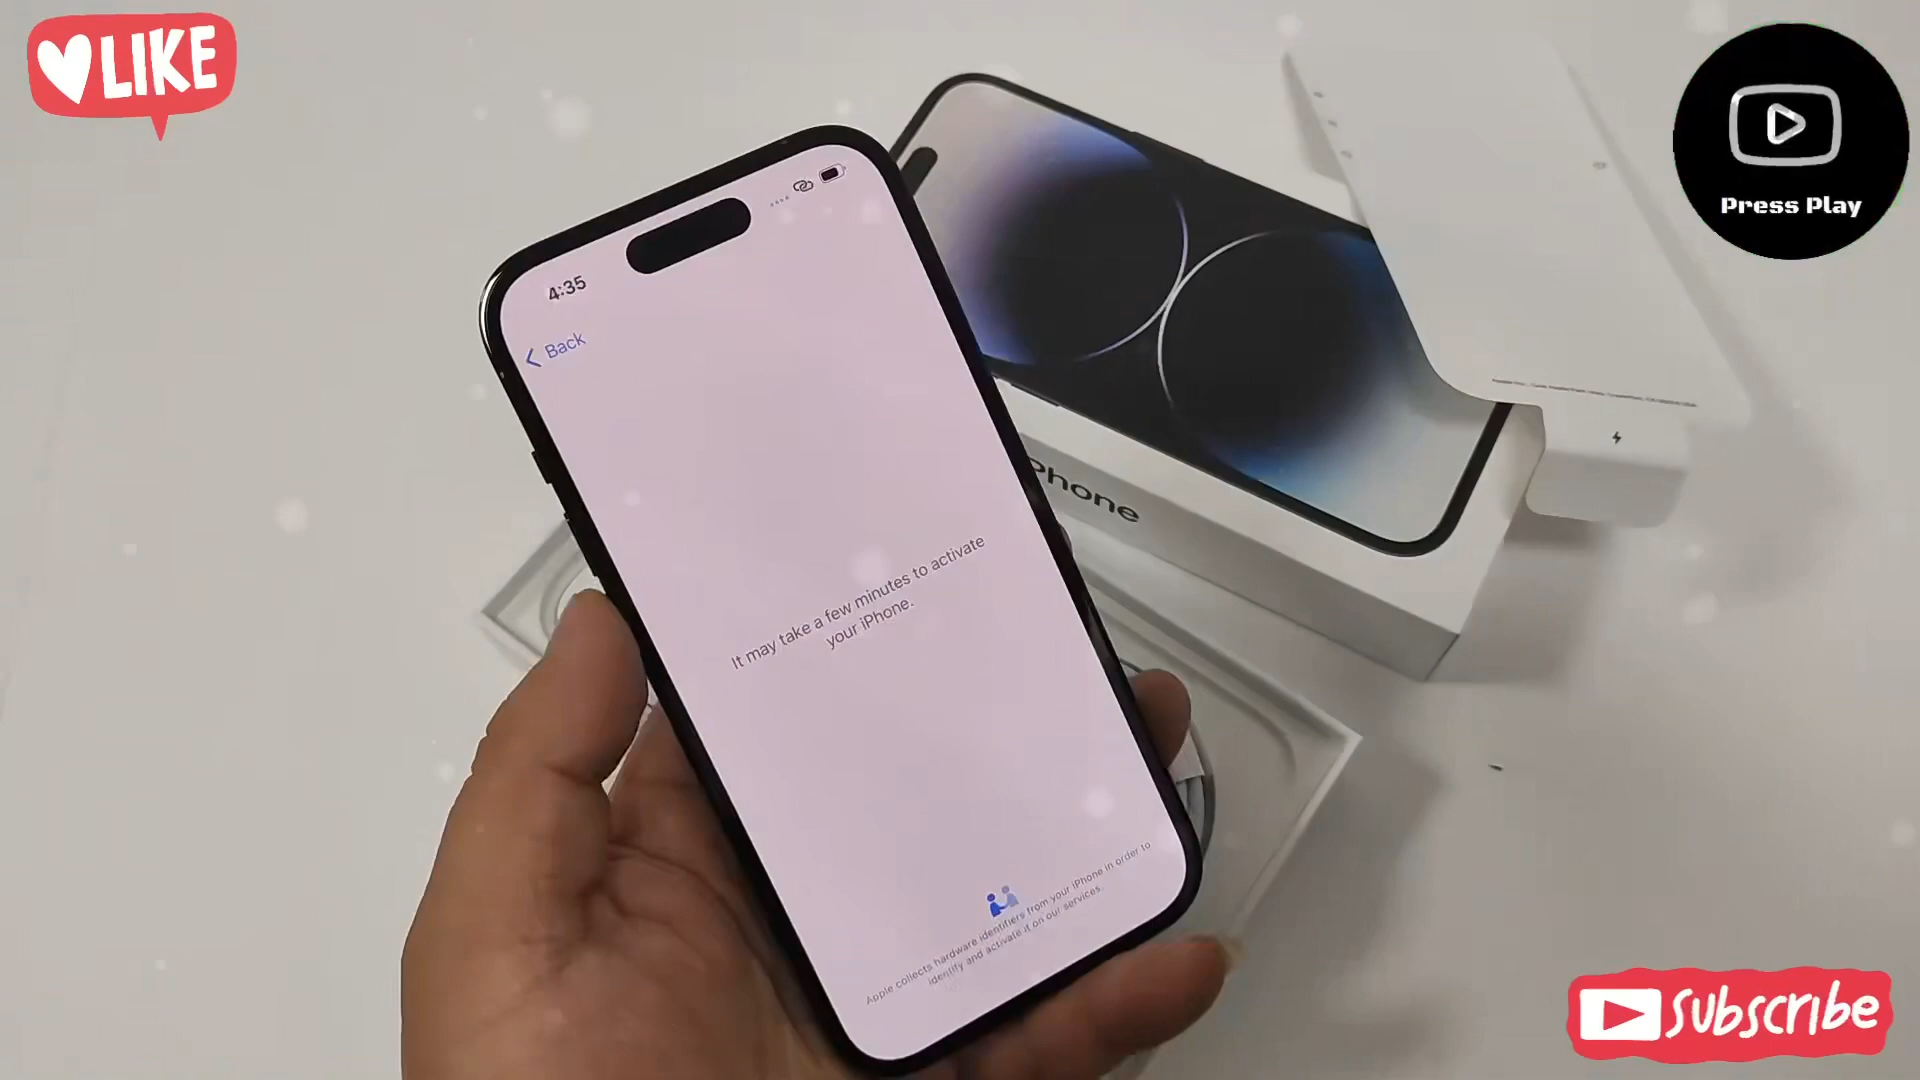 LIKE
Press Play
4:35
Back
It may take a few minutes to activate
your iPhone.
Apple collects hardware identifiers from your iPhone in order to
identify and activate it on our services.
Phone
Subscribe